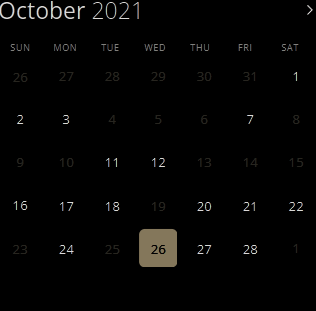 October 2021 >
SUN MON TUE WED THU FRI SAT
26 27 28 29 30 31 1
2 3 4 5 6 7 8
9 10 11 12 13 14 15
16 17 18 19 20 21 22
23 24 25 26 27 28 1